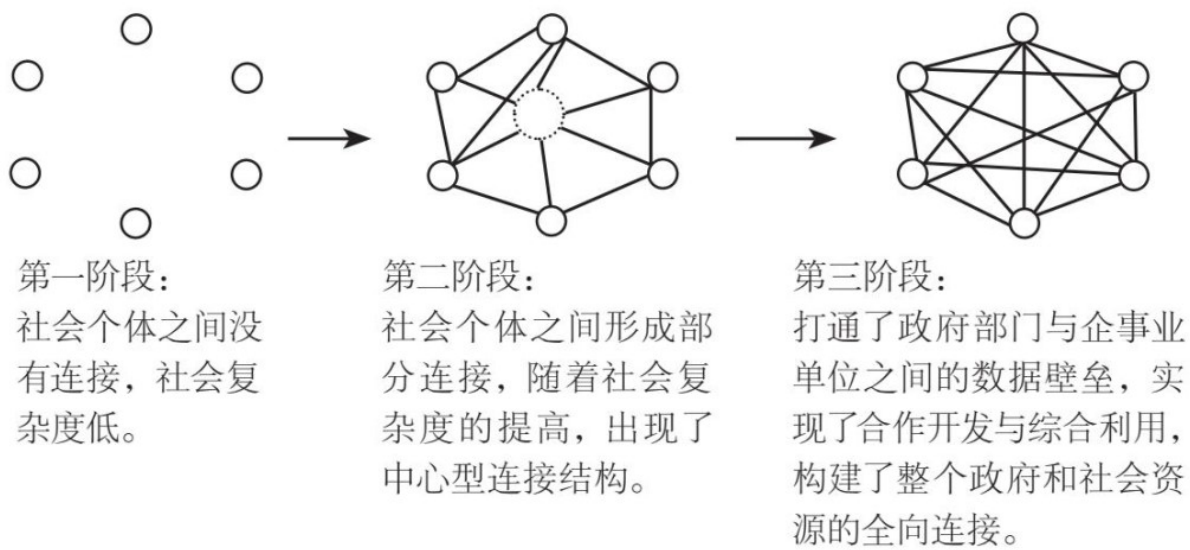 第一阶段：
社会个体之间没
有连接，社会复
杂度低。
第二阶段：
社会个体之间形成部
分连接，随着社会复
杂度的提高，出现了
中心型连接结构。
第三阶段：
打通了政府部门与企事业
单位之间的数据壁垒，实
现了合作开发与综合利用，
构建了整个政府和社会资
源的全向连接。